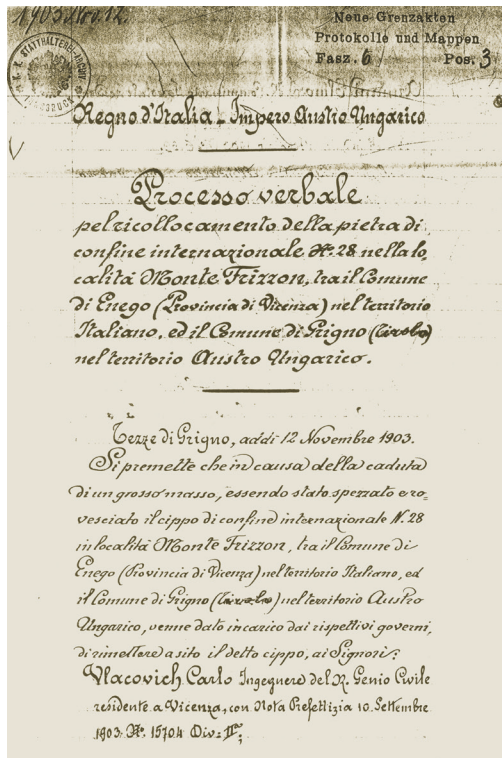 1903 Nov. 12.
Neue Grenzakten
Protokolle und Mappen
Fasz. 6 Pos. 3
K. K. STATTHALTEREI-ARCHIV
INNSBRUCK
Regno d'Italia - Impero Austro Ungarico
Processo verbale
pel ricollocamento della pietra di
confine internazionale N. 28 nella lo
calità Monte Frizzon, tra il Comune
di Enego (Provincia di Vicenza) nel territorio
Italiano, ed il Comune di Grigno (Tirolo)
nel territorio Austro Ungarico.
Tezze di Grigno, addì 12 Novembre 1903.
Si premette che in causa della caduta
di un grosso masso, essendo stato spezzato e ro-
vesciato il cippo di confine internazionale N. 28
in località Monte Frizzon, tra il Comune di
Enego (Provincia di Vicenza) nel territorio Italiano, ed
il Comune di Grigno (Tirolo) nel territorio Austro
Ungarico, venne dato incarico dai rispettivi governi,
di rimettere a sito il detto cippo, ai Signori:
Vlacovich Carlo Ingegnere del R. Genio Civile
residente a Vicenza, con Nota Prefettizia 10 Settembre
1903 N. 15704 Div. IIª;